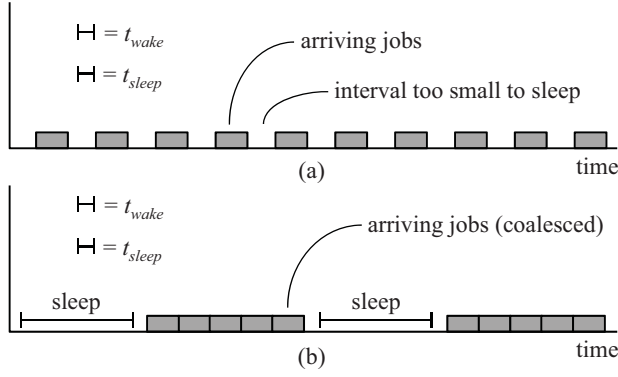 = t_wake
arriving jobs
= t_sleep
interval too small to sleep
time
(a)
= t_wake
arriving jobs (coalesced)
= t_sleep
sleep
sleep
time
(b)